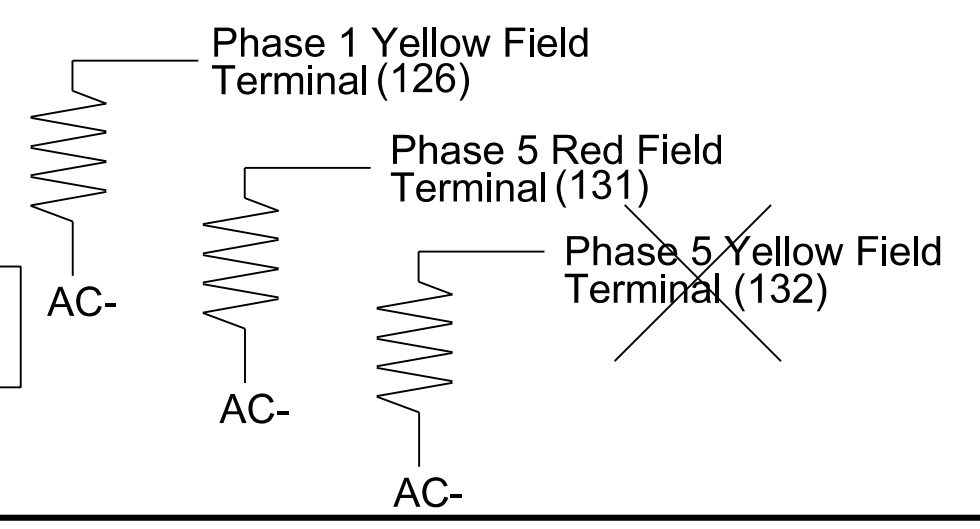 Phase 1 Yellow Field
Terminal (126)
AC-
Phase 5 Red Field
Terminal (131)
AC-
Phase 5 Yellow Field
Terminal (132)
AC-